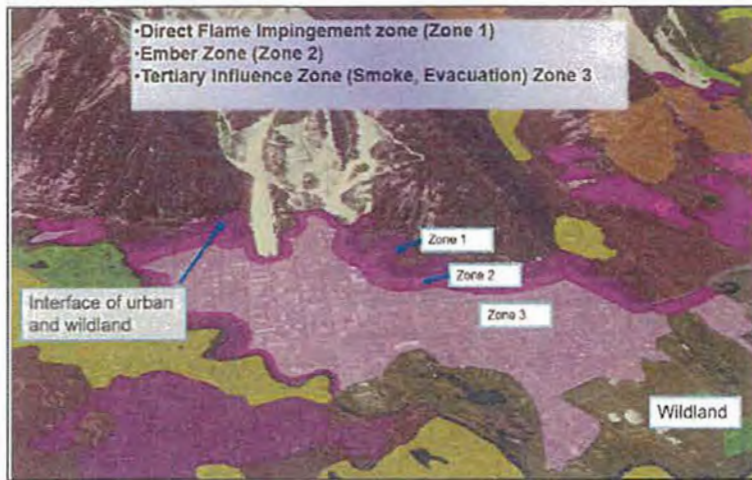 •Direct Flame Impingement zone (Zone 1)
•Ember Zone (Zone 2)
•Tertiary Influence Zone (Smoke, Evacuation) Zone 3
Zone 1
Zone 2
Interface of urban
and wildland
Zone 3
Wildland